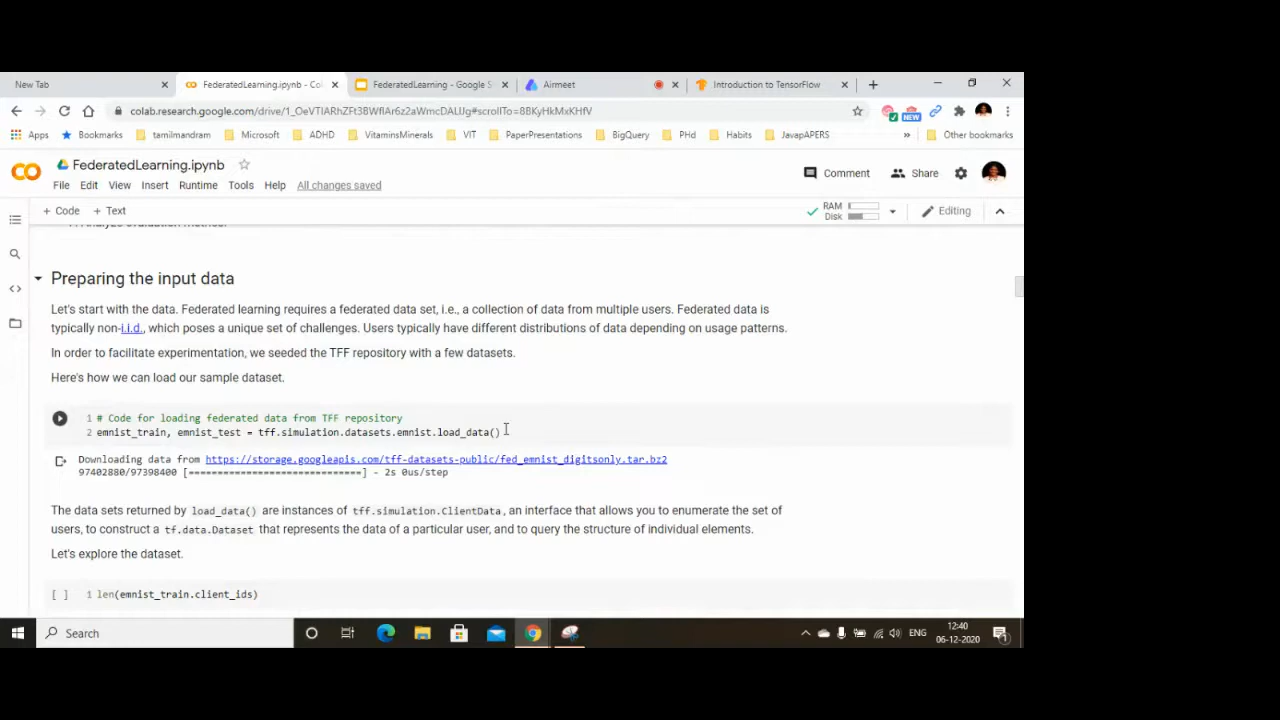 New Tab
FederatedLearning.ipynb - Co
FederatedLearning - Google S
Airmeet
Introduction to TensorFlow
colab.research.google.com/drive/1_OeVTlARhZFt3BWflAr6z2aWmcDALUg#scrollTo=8BKyHkMxKHfV
NEW
Apps
Bookmarks
tamilmandram
Microsoft
ADHD
VitaminsMinerals
VIT
PaperPresentations
BigQuery
PHd
Habits
JavapAPERS
»
Other bookmarks
FederatedLearning.ipynb
Comment
Share
File Edit View Insert Runtime Tools Help All changes saved
+ Code + Text
RAM
Disk
Editing
Preparing the input data
Let's start with the data. Federated learning requires a federated data set, i.e., a collection of data from multiple users. Federated data is
typically non-i.i.d., which poses a unique set of challenges. Users typically have different distributions of data depending on usage patterns.
In order to facilitate experimentation, we seeded the TFF repository with a few datasets.
Here's how we can load our sample dataset.
1 # Code for loading federated data from TFF repository
2 emnist_train, emnist_test = tff.simulation.datasets.emnist.load_data()
Downloading data from https://storage.googleapis.com/tff-datasets-public/fed_emnist_digitsonly.tar.bz2
97402880/97398400 [==============================] - 2s 0us/step
The data sets returned by load_data() are instances of tff.simulation.ClientData, an interface that allows you to enumerate the set of
users, to construct a tf.data.Dataset that represents the data of a particular user, and to query the structure of individual elements.
Let's explore the dataset.
[ ] 1 len(emnist_train.client_ids)
Search
ENG
12:40
06-12-2020
1